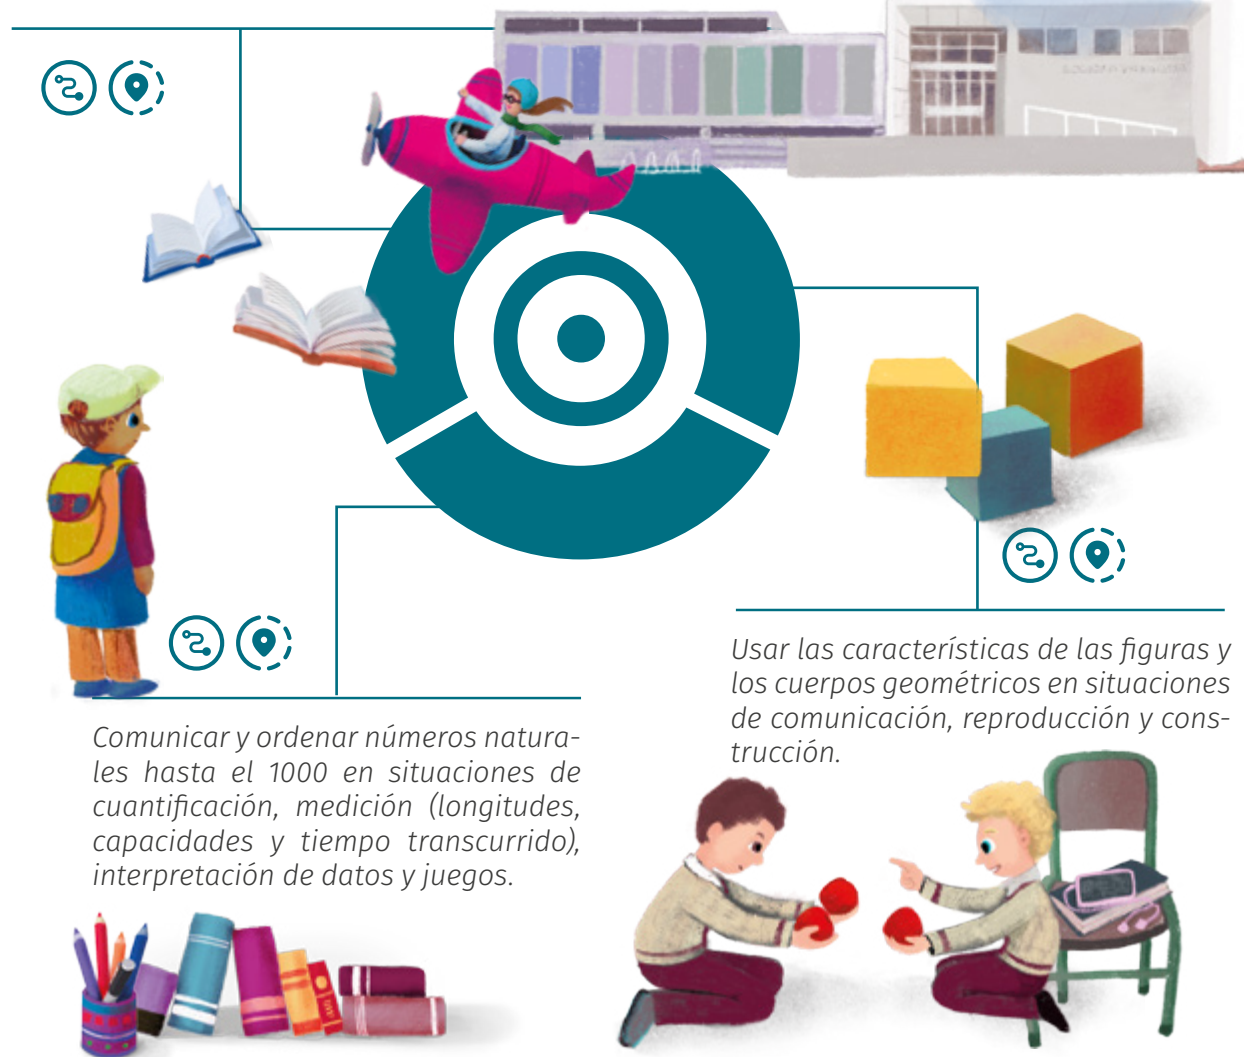 Usar las características de las figuras y
los cuerpos geométricos en situaciones
de comunicación, reproducción y cons-
trucción.
Comunicar y ordenar números natura-
les hasta el 1000 en situaciones de
cuantificación, medición (longitudes,
capacidades y tiempo transcurrido),
interpretación de datos y juegos.